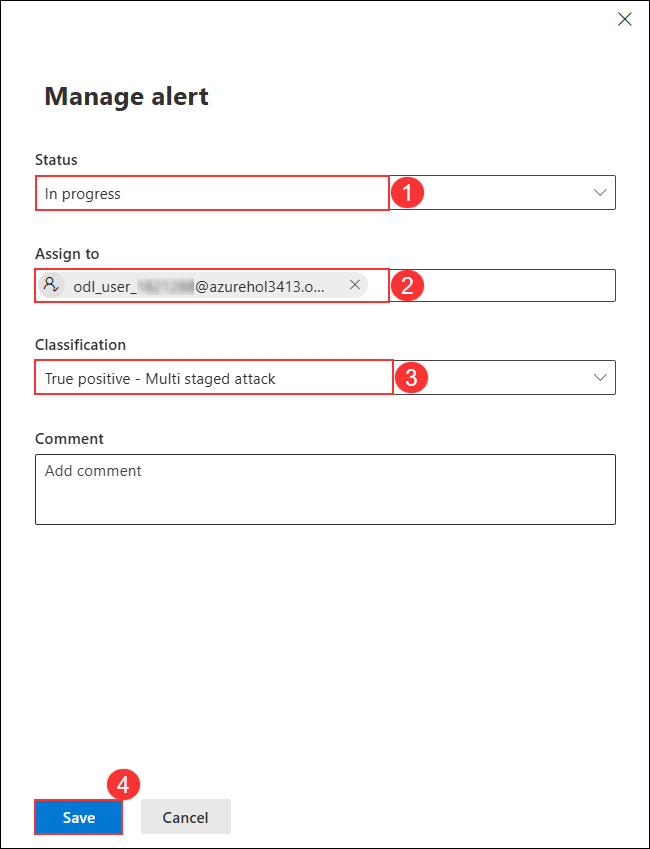 Manage alert
Status
In progress
1
Assign to
odl_user_ @azurehol3413.o...
2
Classification
True positive - Multi staged attack
3
Comment
Add comment
4
Save
Cancel